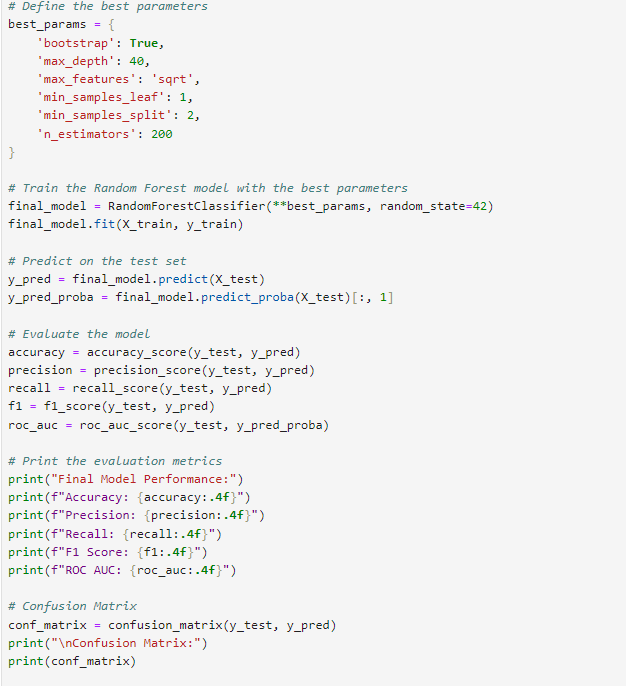 # Define the best parameters
best_params = {
    'bootstrap': True,
    'max_depth': 40,
    'max_features': 'sqrt',
    'min_samples_leaf': 1,
    'min_samples_split': 2,
    'n_estimators': 200
}
# Train the Random Forest model with the best parameters
final_model = RandomForestClassifier(**best_params, random_state=42)
final_model.fit(X_train, y_train)
# Predict on the test set
y_pred = final_model.predict(X_test)
y_pred_proba = final_model.predict_proba(X_test)[:, 1]
# Evaluate the model
accuracy = accuracy_score(y_test, y_pred)
precision = precision_score(y_test, y_pred)
recall = recall_score(y_test, y_pred)
f1 = f1_score(y_test, y_pred)
roc_auc = roc_auc_score(y_test, y_pred_proba)
# Print the evaluation metrics
print("Final Model Performance:")
print(f"Accuracy: {accuracy:.4f}")
print(f"Precision: {precision:.4f}")
print(f"Recall: {recall:.4f}")
print(f"F1 Score: {f1:.4f}")
print(f"ROC AUC: {roc_auc:.4f}")
# Confusion Matrix
conf_matrix = confusion_matrix(y_test, y_pred)
print("\nConfusion Matrix:")
print(conf_matrix)